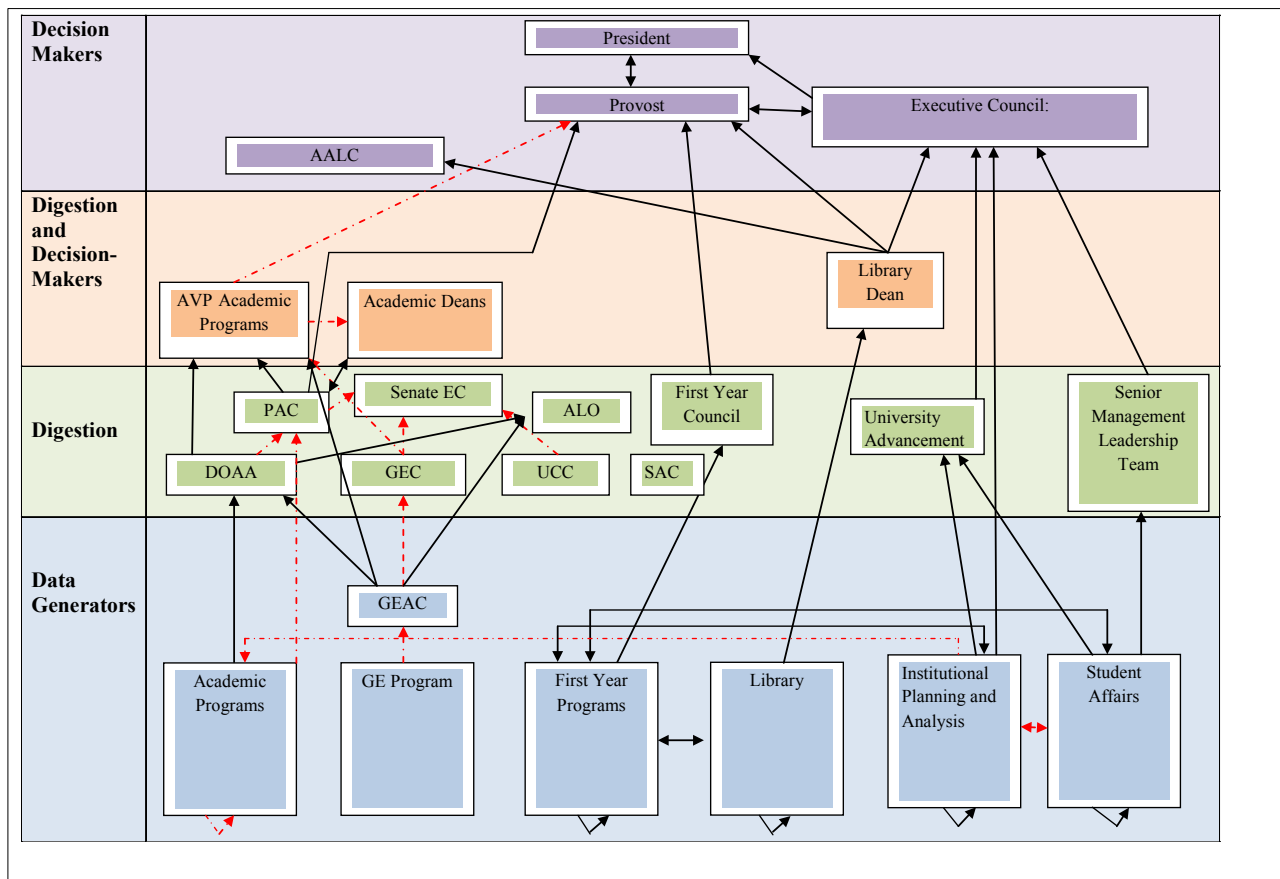 Decision
Makers
President
Provost
Executive Council:
AALC
Digestion
and
Decision-
Makers
AVP Academic
Programs
Academic Deans
Library
Dean
Digestion
PAC
Senate EC
ALO
First Year
Council
University
Advancement
Senior
Management
Leadership
Team
DOAA
GEC
UCC
SAC
Data
Generators
GEAC
Academic
Programs
GE Program
First Year
Programs
Library
Institutional
Planning and
Analysis
Student
Affairs